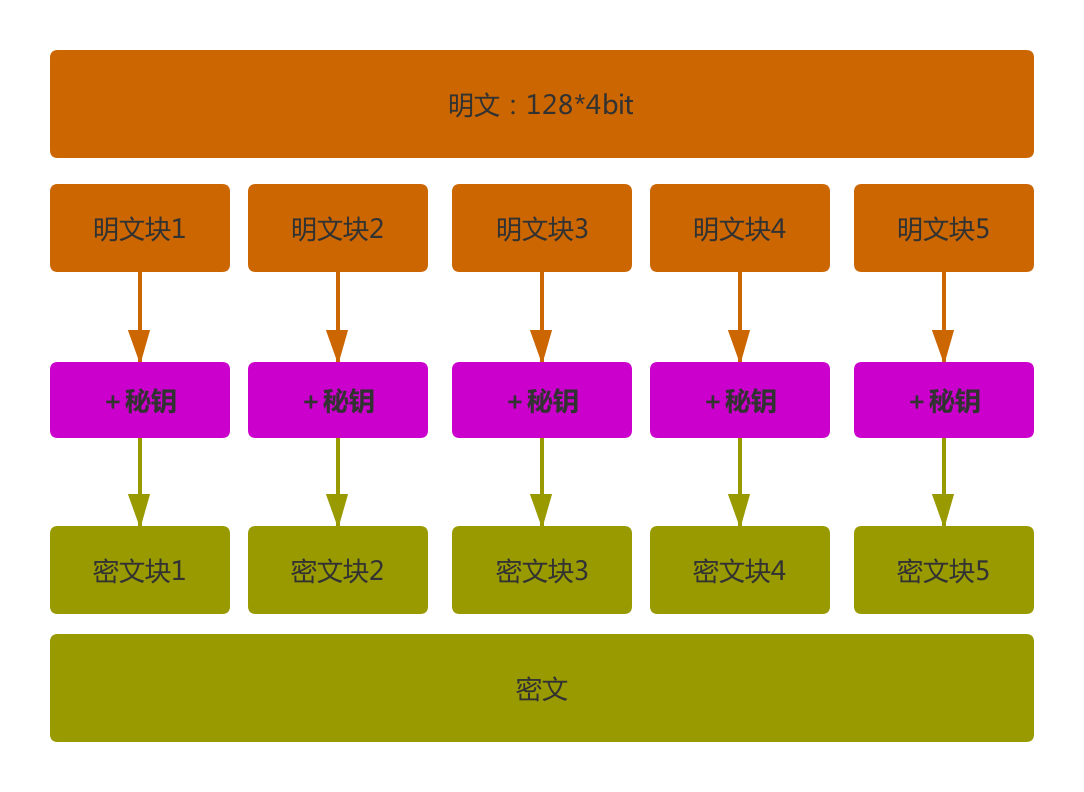 明文：128*4bit
明文块1 明文块2 明文块3 明文块4 明文块5
+秘钥 +秘钥 +秘钥 +秘钥 +秘钥
密文块1 密文块2 密文块3 密文块4 密文块5
密文